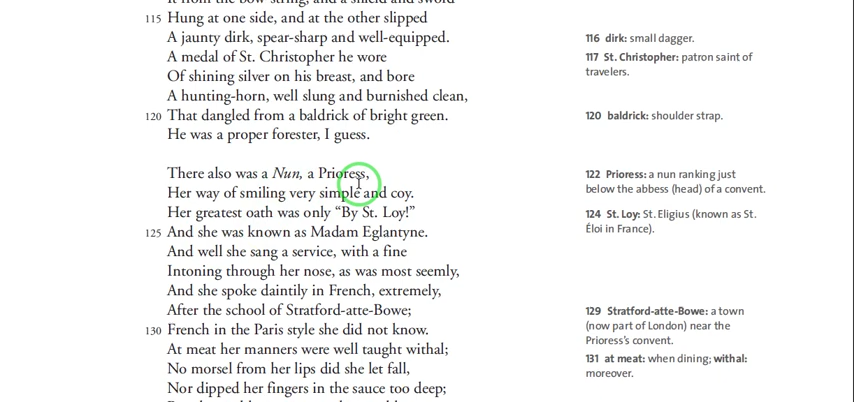 115 Hung at one side, and at the other slipped
A jaunty dirk, spear-sharp and well-equipped.
A medal of St. Christopher he wore
Of shining silver on his breast, and bore
A hunting-horn, well slung and burnished clean,
120 That dangled from a baldrick of bright green.
He was a proper forester, I guess.
There also was a Nun, a Prioress,
Her way of smiling very simple and coy.
Her greatest oath was only “By St. Loy!”
125 And she was known as Madam Eglantyne.
And well she sang a service, with a fine
Intoning through her nose, as was most seemly,
And she spoke daintily in French, extremely,
After the school of Stratford-atte-Bowe;
130 French in the Paris style she did not know.
At meat her manners were well taught withal;
No morsel from her lips did she let fall,
Nor dipped her fingers in the sauce too deep;
116 dirk: small dagger.
117 St. Christopher: patron saint of
travelers.
120 baldrick: shoulder strap.
122 Prioress: a nun ranking just
below the abbess (head) of a convent.
124 St. Loy: St. Eligius (known as St.
Éloi in France).
129 Stratford-atte-Bowe: a town
(now part of London) near the
Prioress’s convent.
131 at meat: when dining; withal:
moreover.